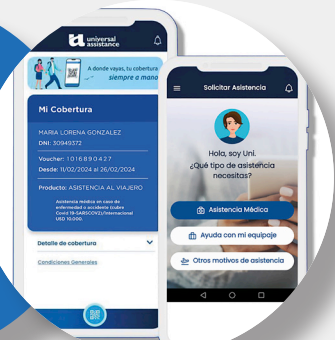 universal
assistance
A donde vayas, tu cobertura
siempre a mano
Mi Cobertura
MARIA LORENA GONZALEZ
DNI: 30949372
Voucher: 1016890427
Desde: 11/02/2024 al 26/02/2024
Producto: ASISTENCIA AL VIAJERO
Asistencia médica en caso de
enfermedad o accidente (cubre
Covid 19-SARSCOV2)/Internacional
USD 10.000.
Detalle de cobertura
Condiciones Generales
Solicitar Asistencia
Hola, soy Uni.
¿Qué tipo de asistencia
necesitas?
Asistencia Médica
Ayuda con mi equipaje
Otros motivos de asistencia